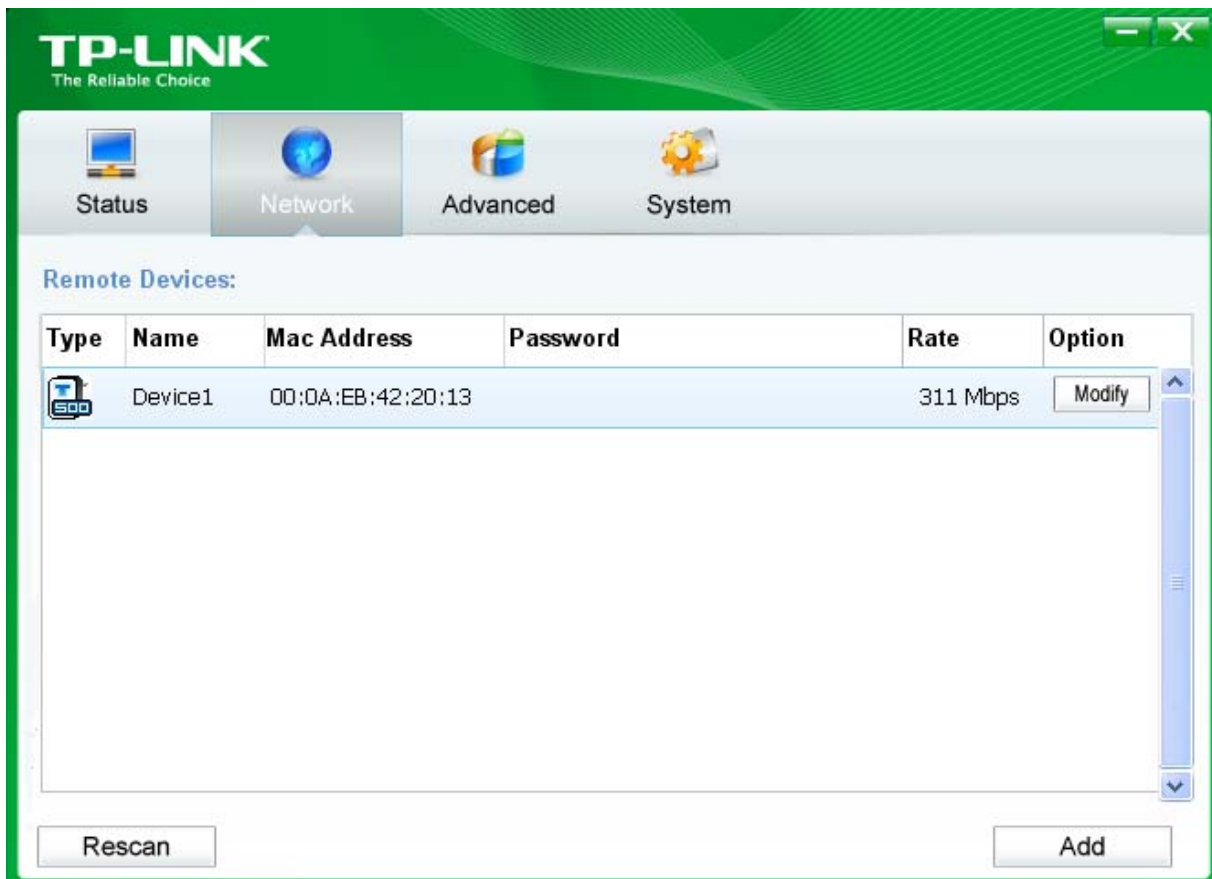 TP-LINK
The Reliable Choice
Status
Network
Advanced
System
Remote Devices:
Type Name Mac Address Password Rate Option
T 500 Device1 00:0A:EB:42:20:13 311 Mbps Modify
Rescan Add